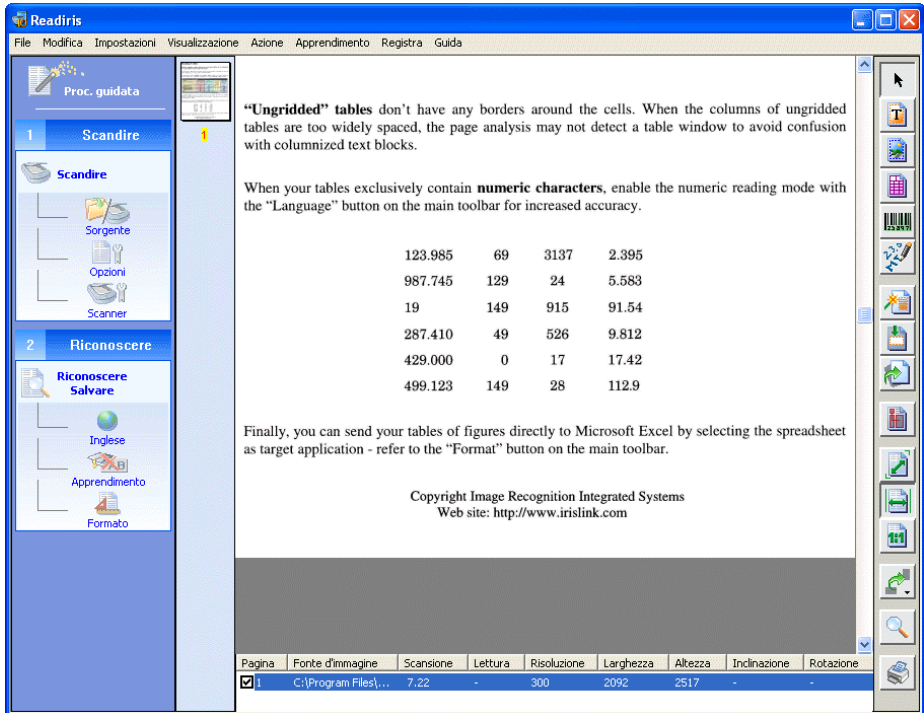 Readiris
File Modifica Impostazioni Visualizzazione Azione Apprendimento Registra Guida
Proc. guidata
1 Scandire
Scandire
Sorgente
Opzioni
Scanner
2 Riconoscere
Riconoscere
Salvare
Inglese
Apprendimento
Formato
1
“Ungridded” tables don’t have any borders around the cells. When the columns of ungridded
tables are too widely spaced, the page analysis may not detect a table window to avoid confusion
with columnized text blocks.
When your tables exclusively contain numeric characters, enable the numeric reading mode with
the “Language” button on the main toolbar for increased accuracy.
123.985 69 3137 2.395
987.745 129 24 5.583
19 149 915 91.54
287.410 49 526 9.812
429.000 0 17 17.42
499.123 149 28 112.9
Finally, you can send your tables of figures directly to Microsoft Excel by selecting the spreadsheet
as target application - refer to the “Format” button on the main toolbar.
Copyright Image Recognition Integrated Systems
Web site: http://www.irislink.com
Pagina Fonte d'immagine Scansione Lettura Risoluzione Larghezza Altezza Inclinazione Rotazione
1 C:\Program Files\... 7.22 - 300 2092 2517 - -
T
1:1